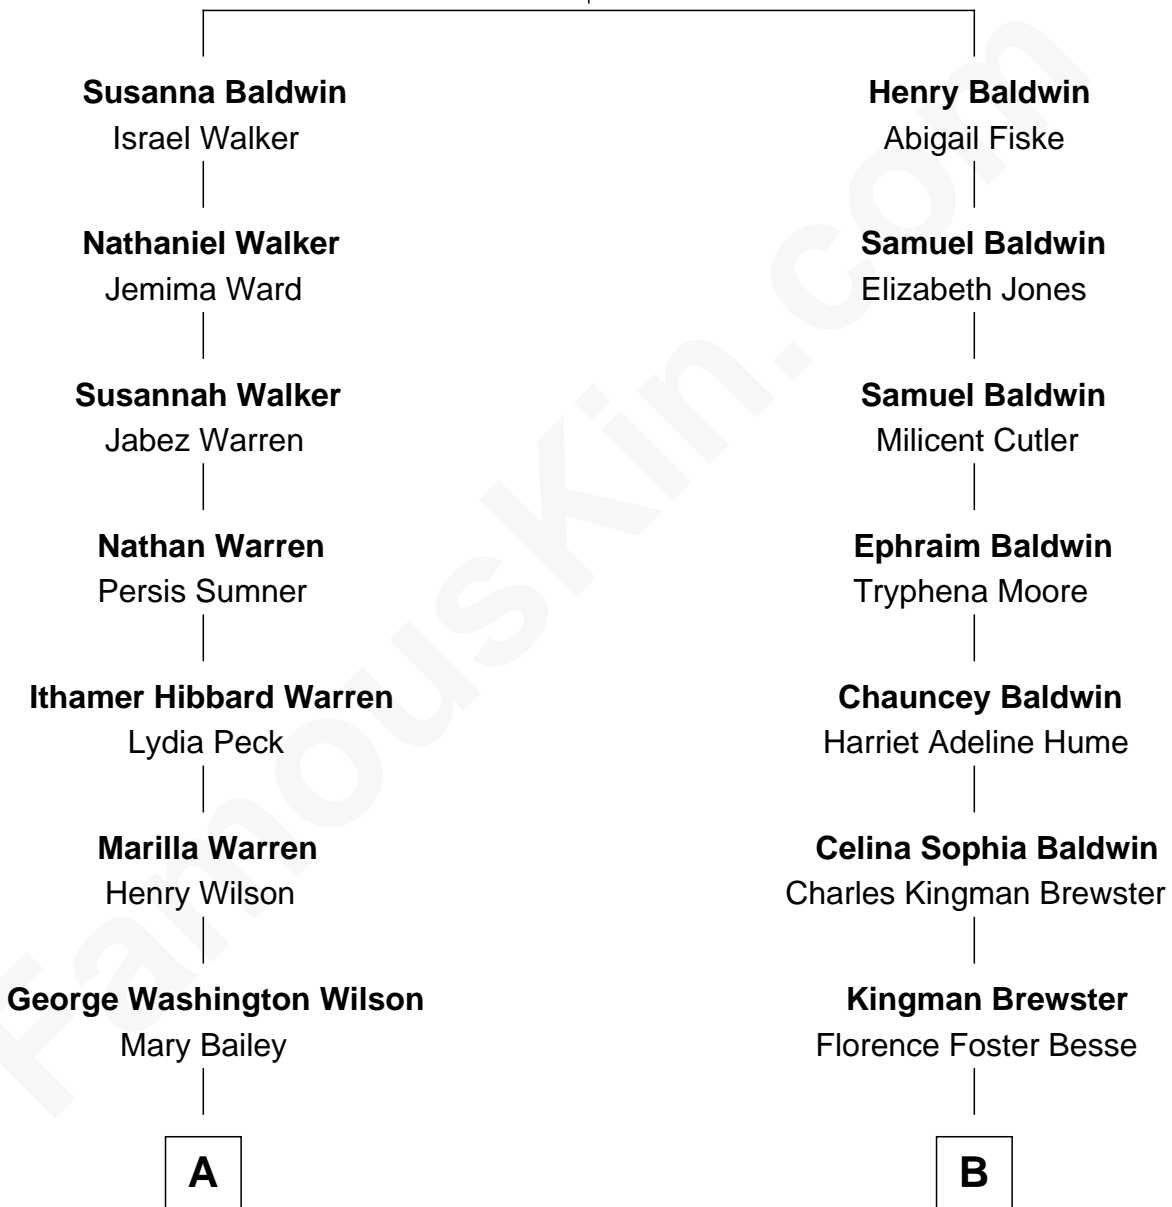 Susanna Baldwin
Israel Walker
Nathaniel Walker
Jemima Ward
Susannah Walker
Jabez Warren
Nathan Warren
Persis Sumner
Ithamer Hibbard Warren
Lydia Peck
Marilla Warren
Henry Wilson
George Washington Wilson
Mary Bailey
A
Henry Baldwin
Abigail Fiske
Samuel Baldwin
Elizabeth Jones
Samuel Baldwin
Milicent Cutler
Ephraim Baldwin
Tryphena Moore
Chauncey Baldwin
Harriet Adeline Hume
Celina Sophia Baldwin
Charles Kingman Brewster
Kingman Brewster
Florence Foster Besse
B
FamousKin.com